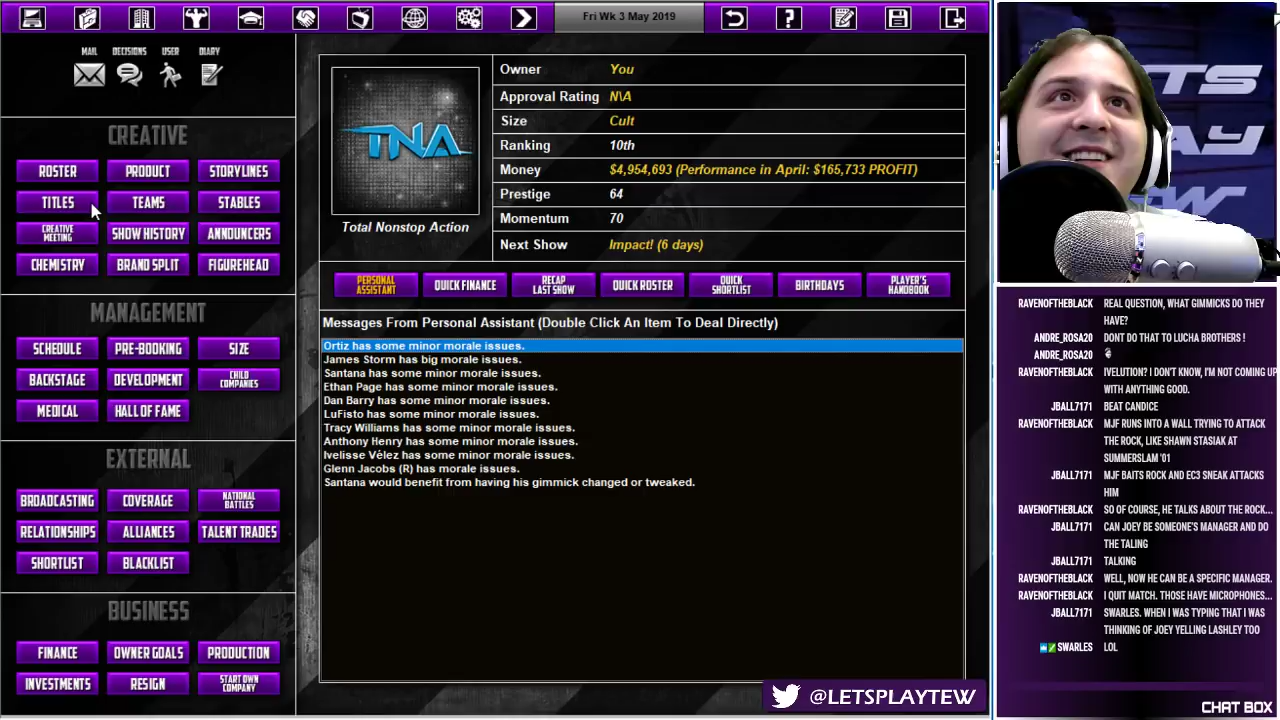 Fri Wk 3 May 2019
MAIL
DECISIONS
USER
DIARY
CREATIVE
ROSTER
PRODUCT
STORYLINES
TITLES
TEAMS
STABLES
CREATIVE
MEETING
SHOW HISTORY
ANNOUNCERS
CHEMISTRY
BRAND SPLIT
FIGUREHEAD
MANAGEMENT
SCHEDULE
PRE-BOOKING
SIZE
BACKSTAGE
DEVELOPMENT
CHILD
COMPANIES
MEDICAL
HALL OF FAME
EXTERNAL
BROADCASTING
COVERAGE
NATIONAL
BATTLES
RELATIONSHIPS
ALLIANCES
TALENT TRADES
SHORTLIST
BLACKLIST
BUSINESS
FINANCE
OWNER GOALS
PRODUCTION
INVESTMENTS
RESIGN
START OWN
COMPANY
TNA
Total Nonstop Action
Owner You
Approval Rating N\A
Size Cult
Ranking 10th
Money $4,954,693 (Performance in April: $165,733 PROFIT)
Prestige 64
Momentum 70
Next Show Impact! (6 days)
PERSONAL
ASSISTANT
QUICK FINANCE
RECAP
LAST SHOW
QUICK ROSTER
QUICK
SHORTLIST
BIRTHDAYS
PLAYER'S
HANDBOOK
Messages From Personal Assistant (Double Click An Item To Deal Directly)
Ortiz has some minor morale issues.
James Storm has big morale issues.
Santana has some minor morale issues.
Ethan Page has some minor morale issues.
Dan Barry has some minor morale issues.
LuFisto has some minor morale issues.
Tracy Williams has some minor morale issues.
Anthony Henry has some minor morale issues.
Ivelisse Vélez has some minor morale issues.
Glenn Jacobs (R) has morale issues.
Santana would benefit from having his gimmick changed or tweaked.
@LETSPLAYTEW
RAVENOFTHEBLACK REAL QUESTION, WHAT GIMMICKS DO THEY
HAVE?
ANDRE_ROSA20 DONT DO THAT TO LUCHA BROTHERS !
ANDRE_ROSA20
RAVENOFTHEBLACK IVELUTION? I DON'T KNOW, I'M NOT COMING UP
WITH ANYTHING GOOD.
JBALL7171 BEAT CANDICE
RAVENOFTHEBLACK MJF RUNS INTO A WALL TRYING TO ATTACK
THE ROCK, LIKE SHAWN STASIAK AT
SUMMERSLAM '01
JBALL7171 MJF BAITS ROCK AND EC3 SNEAK ATTACKS
HIM
RAVENOFTHEBLACK SO OF COURSE, HE TALKS ABOUT THE ROCK...
JBALL7171 CAN JOEY BE SOMEONE'S MANAGER AND DO
THE TALING
JBALL7171 TALKING
RAVENOFTHEBLACK WELL, NOW HE CAN BE A SPECIFIC MANAGER.
RAVENOFTHEBLACK I QUIT MATCH. THOSE HAVE MICROPHONES...
JBALL7171 SWARLES. WHEN I WAS TYPING THAT I WAS
THINKING OF JOEY YELLING LASHLEY TOO
SWARLES LOL
CHAT BOX